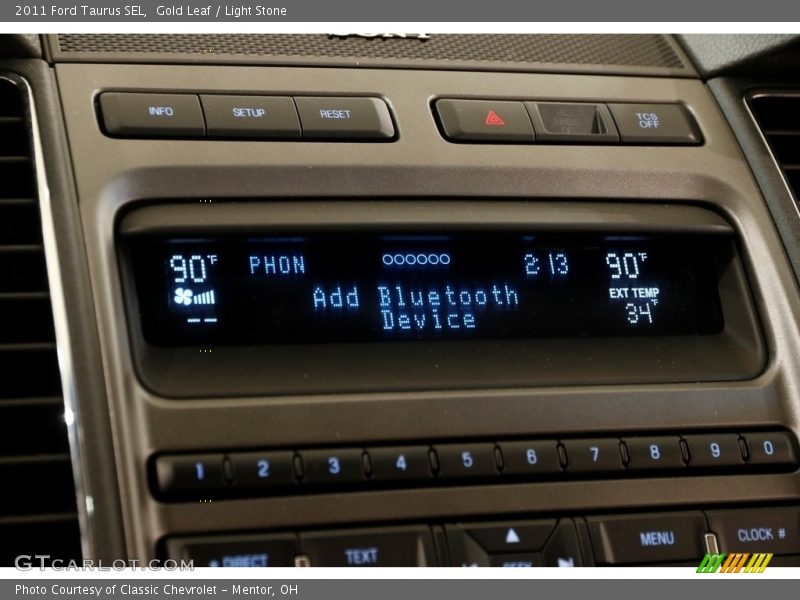 2011 Ford Taurus SEL,  Gold Leaf / Light Stone
INFO SETUP RESET TCS OFF
90°F PHON oooooo 2:13 90°F
EXT TEMP
34°F
Add Bluetooth
Device
1 2 3 4 5 6 7 8 9 0
DIRECT TEXT MENU CLOCK #
GTCARLOT.COM
Photo Courtesy of Classic Chevrolet - Mentor, OH